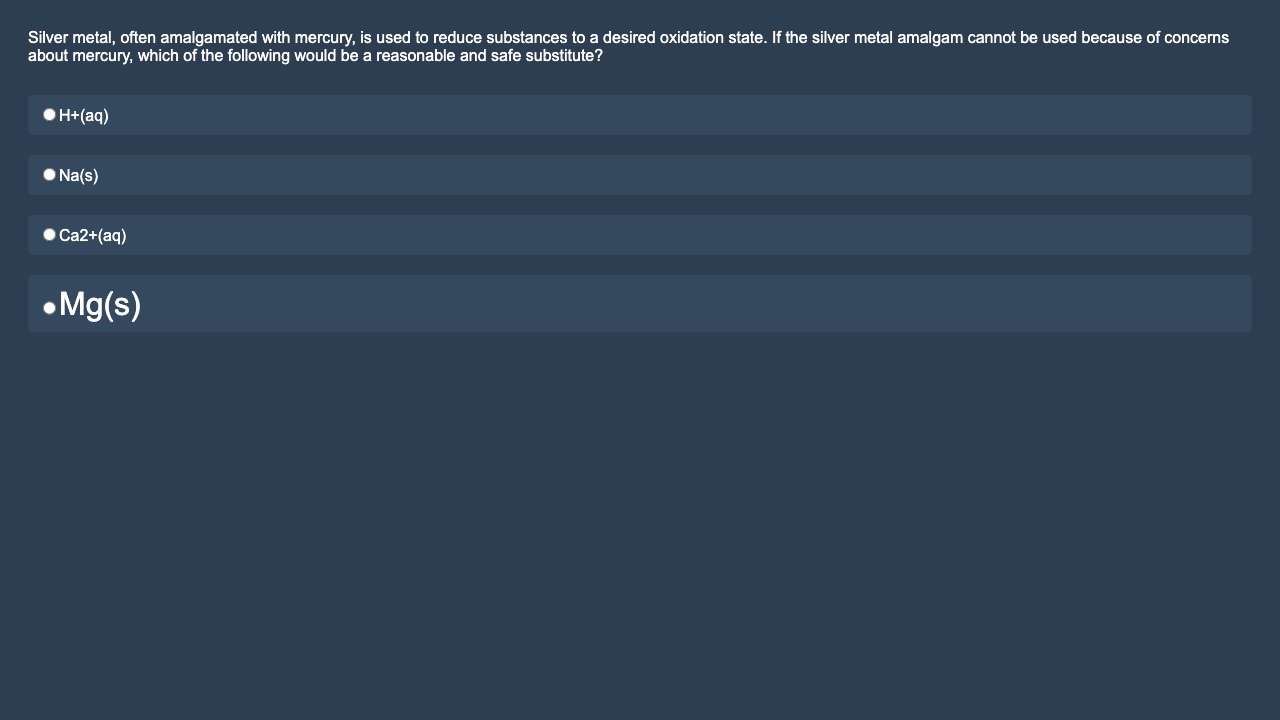 Silver metal, often amalgamated with mercury, is used to reduce substances to a desired oxidation state. If the silver metal amalgam cannot be used because of concerns
about mercury, which of the following would be a reasonable and safe substitute?
H+(aq)
Na(s)
Ca2+(aq)
Mg(s)